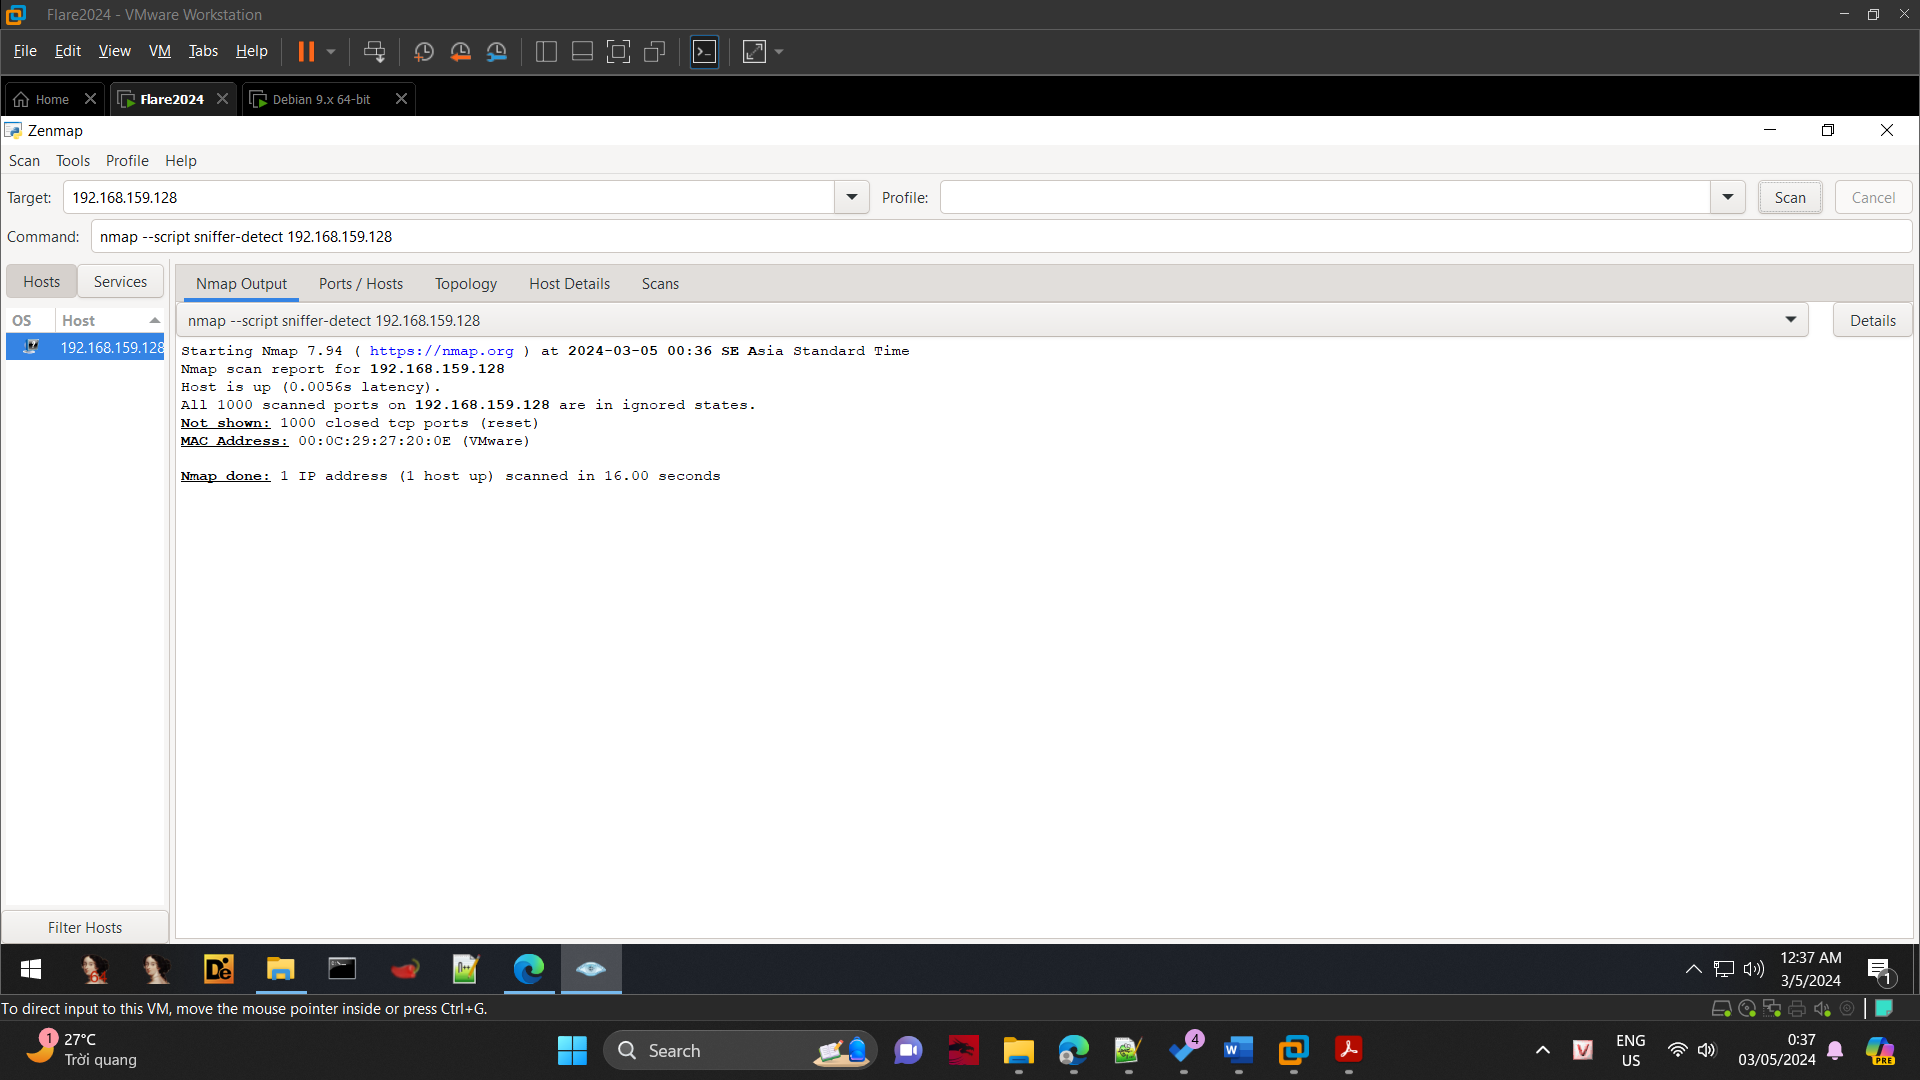 Flare2024 - VMware Workstation
File Edit View VM Tabs Help
Home Flare2024 Debian 9.x 64-bit
Zenmap
Scan Tools Profile Help
Target: 192.168.159.128 Profile: Scan Cancel
Command: nmap --script sniffer-detect 192.168.159.128
Hosts Services Nmap Output Ports / Hosts Topology Host Details Scans
OS Host
192.168.159.128
nmap --script sniffer-detect 192.168.159.128 Details
Starting Nmap 7.94 ( https://nmap.org ) at 2024-03-05 00:36 SE Asia Standard Time
Nmap scan report for 192.168.159.128
Host is up (0.0056s latency).
All 1000 scanned ports on 192.168.159.128 are in ignored states.
Not shown: 1000 closed tcp ports (reset)
MAC Address: 00:0C:29:27:20:0E (VMware)
Nmap done: 1 IP address (1 host up) scanned in 16.00 seconds
Filter Hosts
64
De
12:37 AM
3/5/2024
1
To direct input to this VM, move the mouse pointer inside or press Ctrl+G.
1
27°C
Trời quang
Search
4
W
V
ENG
US
0:37
03/05/2024
PRE